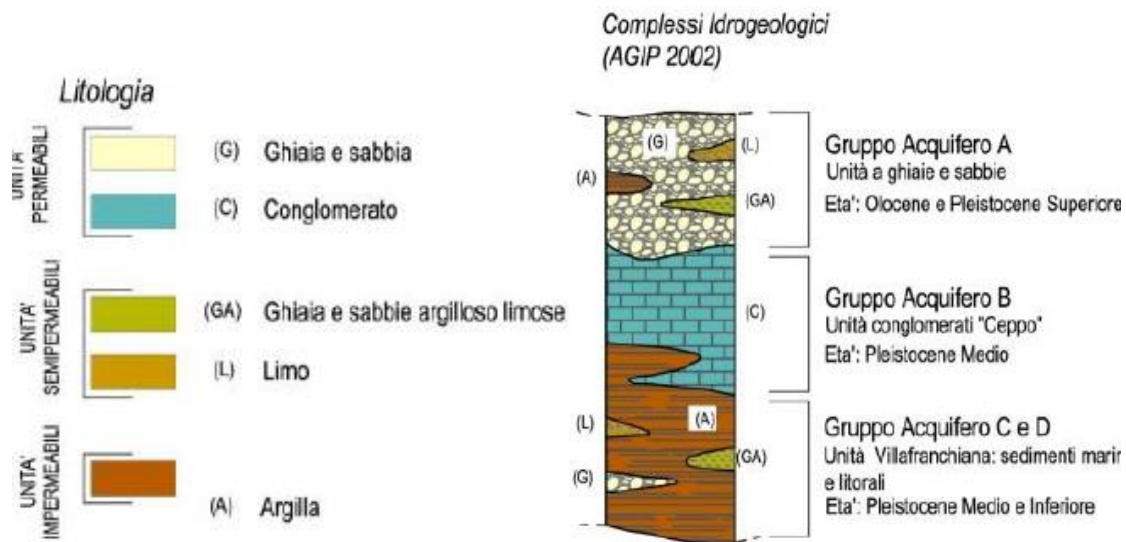 Complessi Idrogeologici
(AGIP 2002)
Litologia
UNITA'
PERMEABILI
(G) Ghiaia e sabbia
(C) Conglomerato
UNITA'
SEMIPERMEABILI
(GA) Ghiaia e sabbie argilloso limose
(L) Limo
UNITA'
IMPERMEABILI
(A) Argilla
(G)
(L)
(A)
(GA)
(C)
(A)
(L)
(GA)
(G)
Gruppo Acquifero A
Unità a ghiaie e sabbie
Eta': Olocene e Pleistocene Superiore
Gruppo Acquifero B
Unità conglomerati "Ceppo"
Eta': Pleistocene Medio
Gruppo Acquifero C e D
Unità Villafranchiana: sedimenti marin
e litorali
Eta': Pleistocene Medio e Inferiore